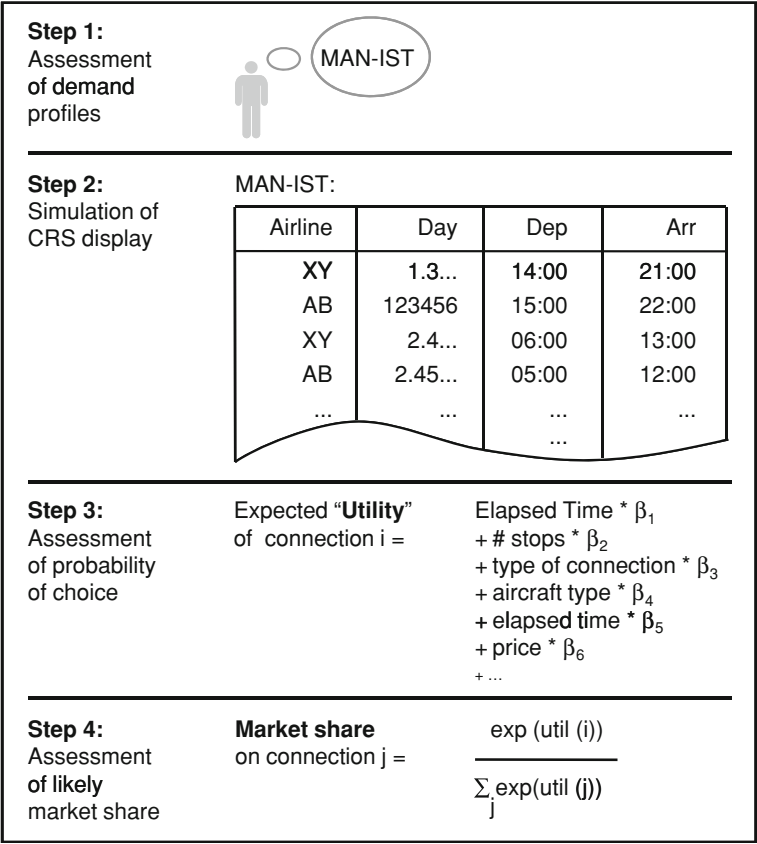 Step 1:
Assessment
of demand
profiles
MAN-IST
Step 2:
Simulation of
CRS display
MAN-IST:
Airline Day Dep Arr
XY 1.3... 14:00 21:00
AB 123456 15:00 22:00
XY 2.4... 06:00 13:00
AB 2.45... 05:00 12:00
... ... ... ...
...
Step 3:
Assessment
of probability
of choice
Expected “Utility”
of connection i =
Elapsed Time * β₁
+ # stops * β₂
+ type of connection * β₃
+ aircraft type * β₄
+ elapsed time * β₅
+ price * β₆
+ ...
Step 4:
Assessment
of likely
market share
Market share
on connection j =
exp (util (i))
∑ exp(util (j))
j